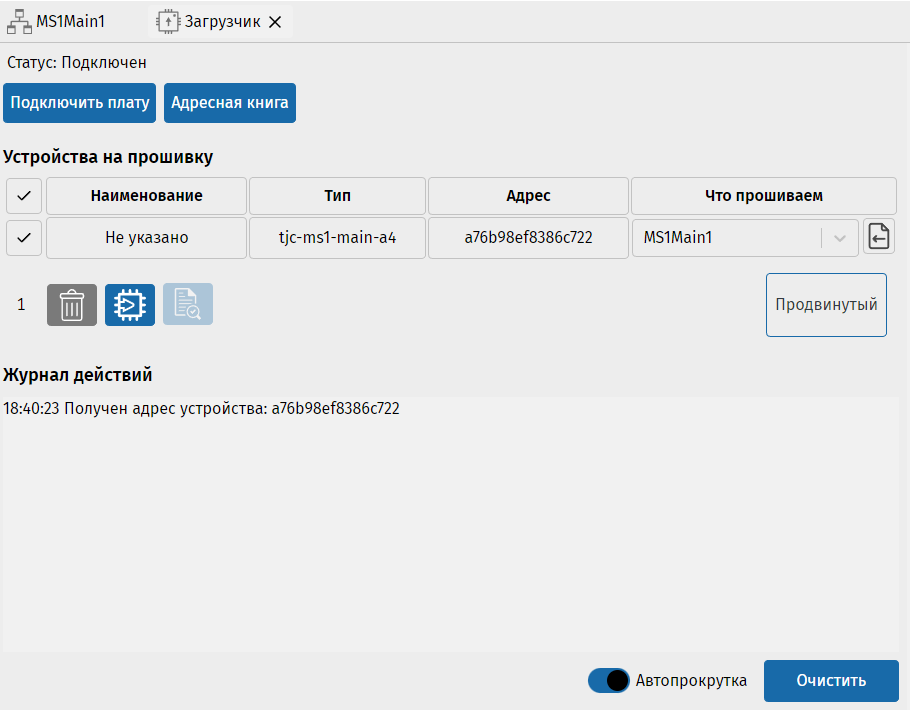 MS1Main1 Загрузчик
Статус: Подключен
Подключить плату Адресная книга
Устройства на прошивку
Наименование Тип Адрес Что прошиваем
Не указано tjc-ms1-main-a4 a76b98ef8386c722 MS1Main1
1 Продвинутый
Журнал действий
18:40:23 Получен адрес устройства: a76b98ef8386c722
Автопрокрутка Очистить